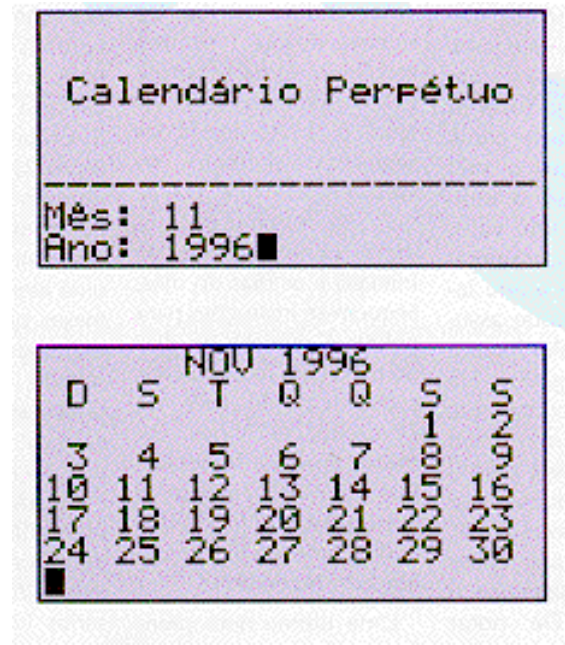 Calendário Perpétuo
--------------------------
Mês: 11
Ano: 1996
NOV 1996
D S T Q Q S S
1 2
3 4 5 6 7 8 9
10 11 12 13 14 15 16
17 18 19 20 21 22 23
24 25 26 27 28 29 30